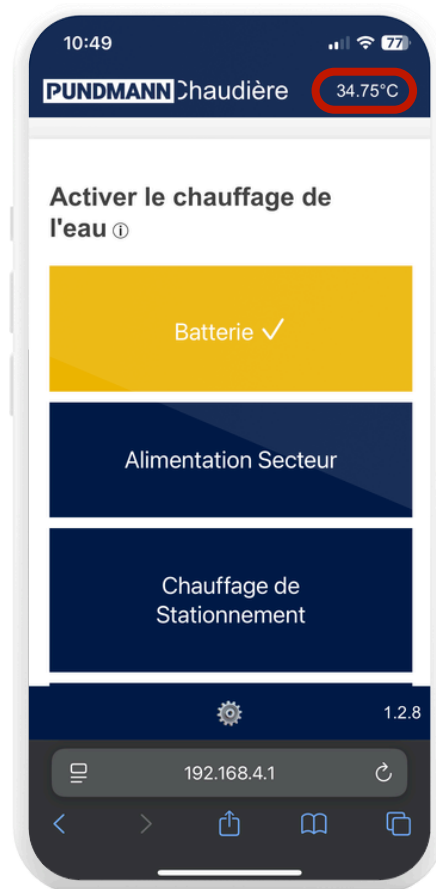 10:49
77
PUNDMANN Chaudière
34.75°C
Activer le chauffage de
l'eau ⓘ
Batterie ✓
Alimentation Secteur
Chauffage de
Stationnement
1.2.8
192.168.4.1